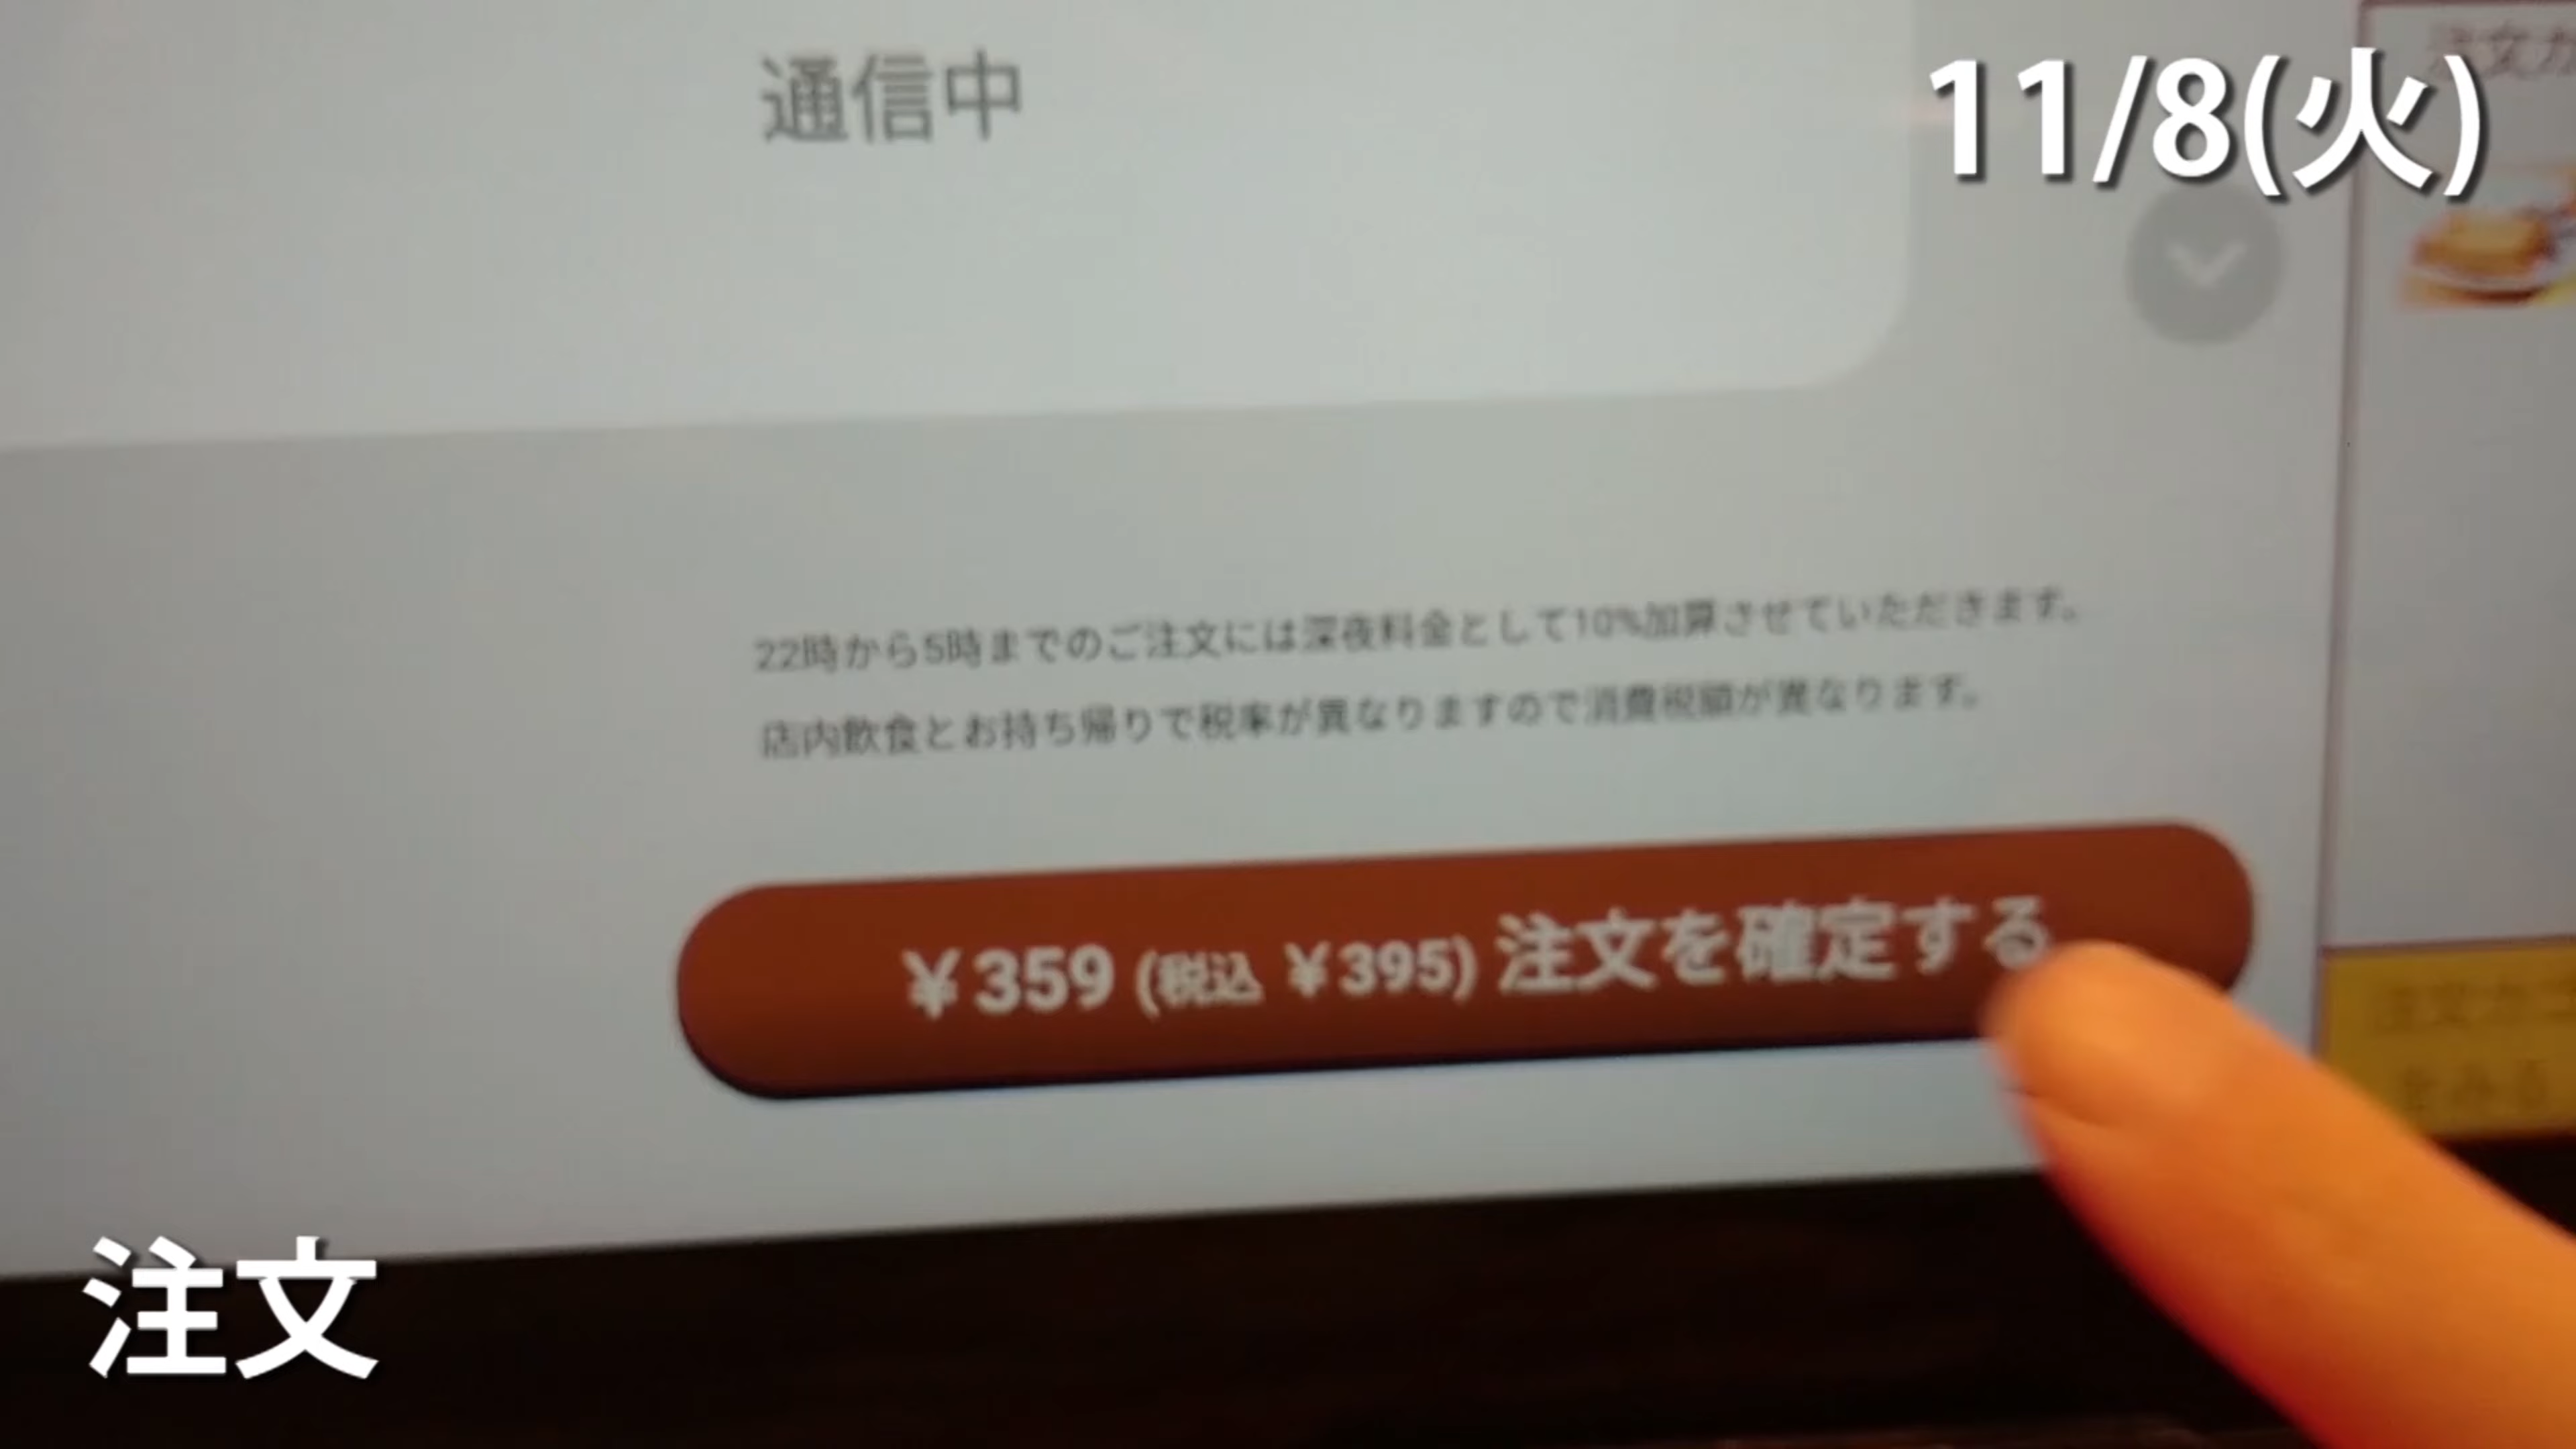 通信中
11/8(火)
注文か
22時から5時までのご注文には深夜料金として10%加算させていただきます。
店内飲食とお持ち帰りで税率が異なりますので消費税額が異なります。
¥359 (税込 ¥395) 注文を確定する
注文